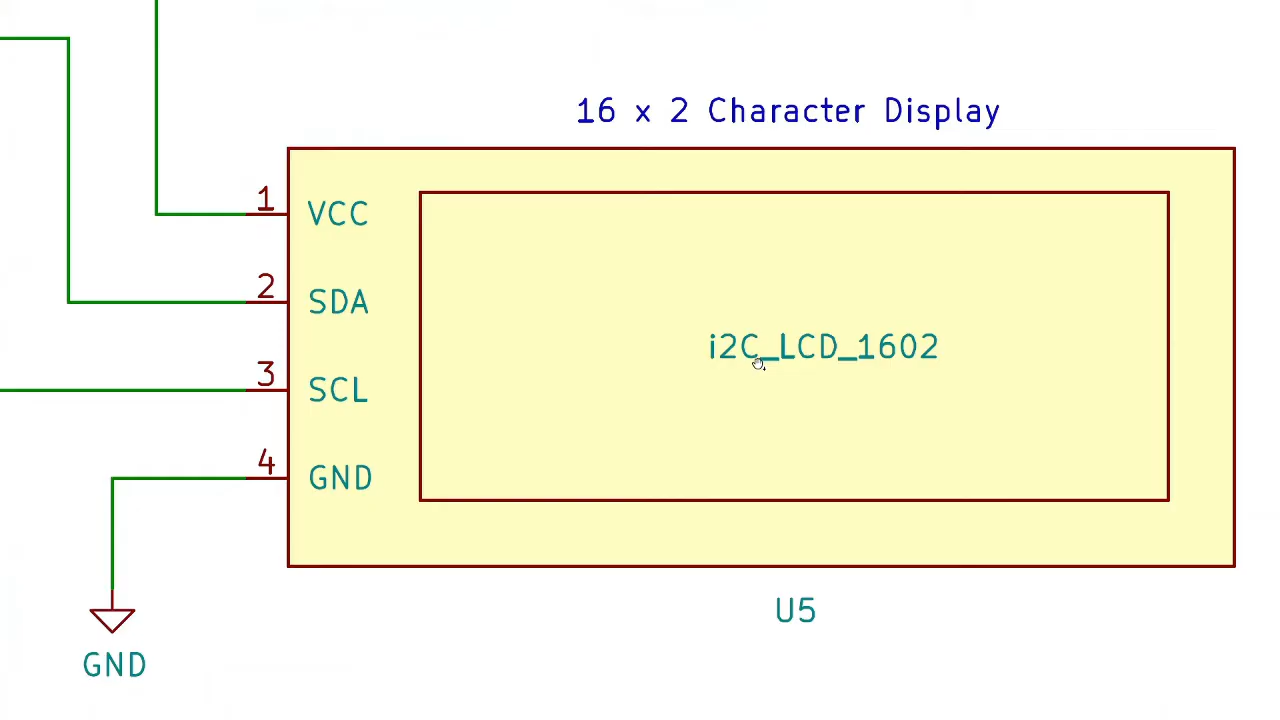 16 x 2 Character Display
1 VCC
2 SDA
i2C_LCD_1602
3 SCL
4 GND
U5
GND